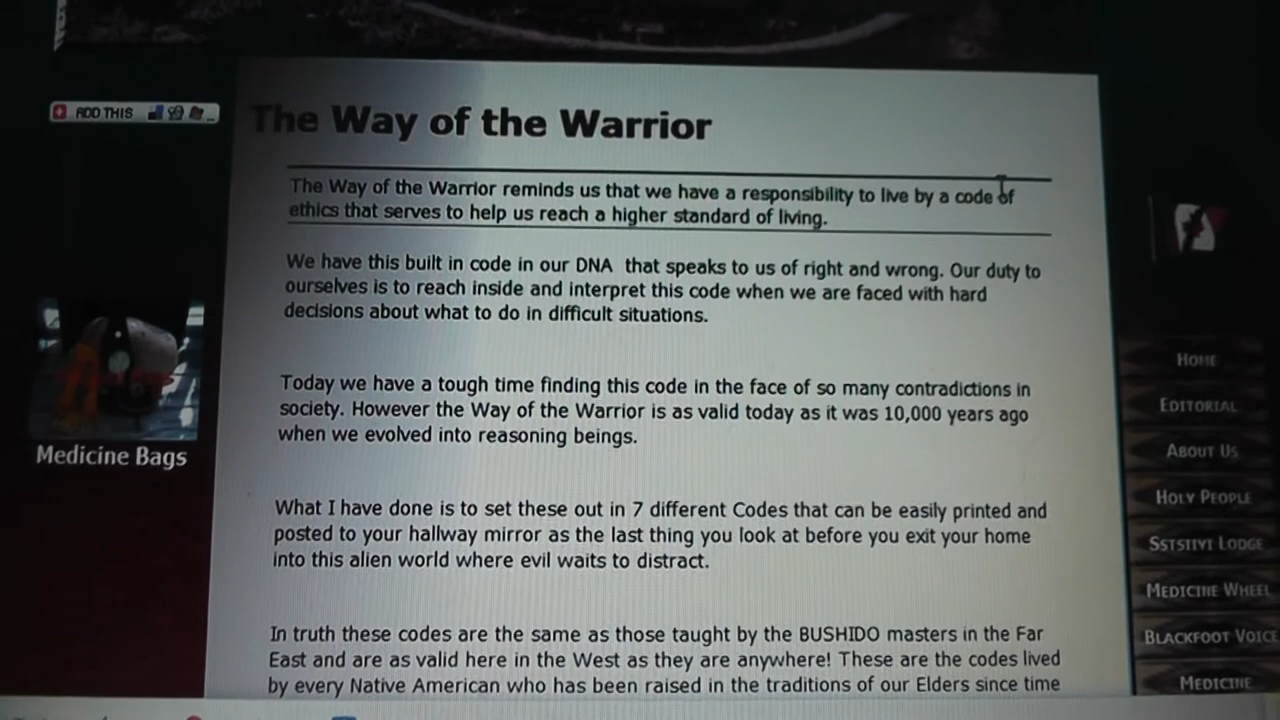 ADD THIS
The Way of the Warrior
The Way of the Warrior reminds us that we have a responsibility to live by a code of
ethics that serves to help us reach a higher standard of living.
We have this built in code in our DNA that speaks to us of right and wrong. Our duty to
ourselves is to reach inside and interpret this code when we are faced with hard
decisions about what to do in difficult situations.
Today we have a tough time finding this code in the face of so many contradictions in
society. However the Way of the Warrior is as valid today as it was 10,000 years ago
when we evolved into reasoning beings.
What I have done is to set these out in 7 different Codes that can be easily printed and
posted to your hallway mirror as the last thing you look at before you exit your home
into this alien world where evil waits to distract.
In truth these codes are the same as those taught by the BUSHIDO masters in the Far
East and are as valid here in the West as they are anywhere! These are the codes lived
by every Native American who has been raised in the traditions of our Elders since time
Medicine Bags
HOME
EDITORIAL
ABOUT US
HOLY PEOPLE
LODGE
MEDICINE WHEEL
BLACKFOOT VOICE
MEDICINE